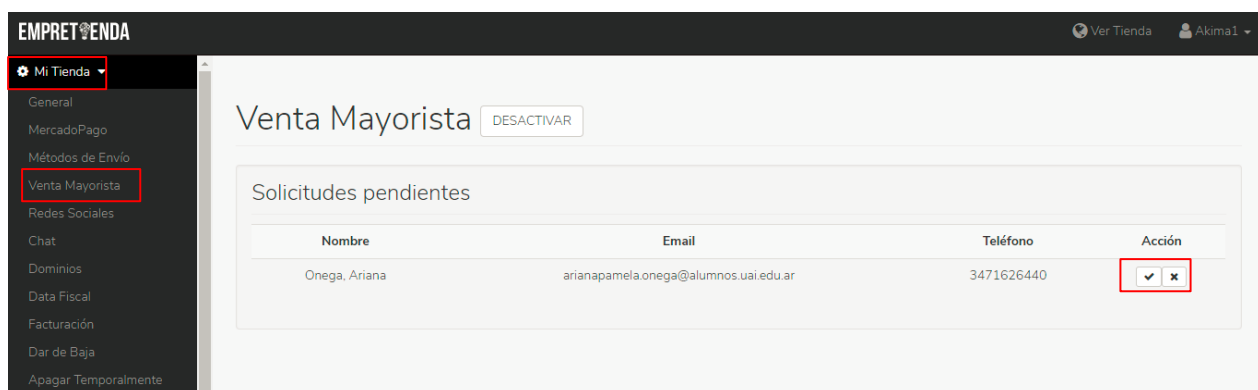 EMPRETIENDA
Ver Tienda
Akima1
Mi Tienda
General
MercadoPago
Métodos de Envío
Venta Mayorista
Redes Sociales
Chat
Dominios
Data Fiscal
Facturación
Dar de Baja
Apagar Temporalmente
Venta Mayorista DESACTIVAR
Solicitudes pendientes
Nombre Email Teléfono Acción
Onega, Ariana arianapamela.onega@alumnos.uai.edu.ar 3471626440